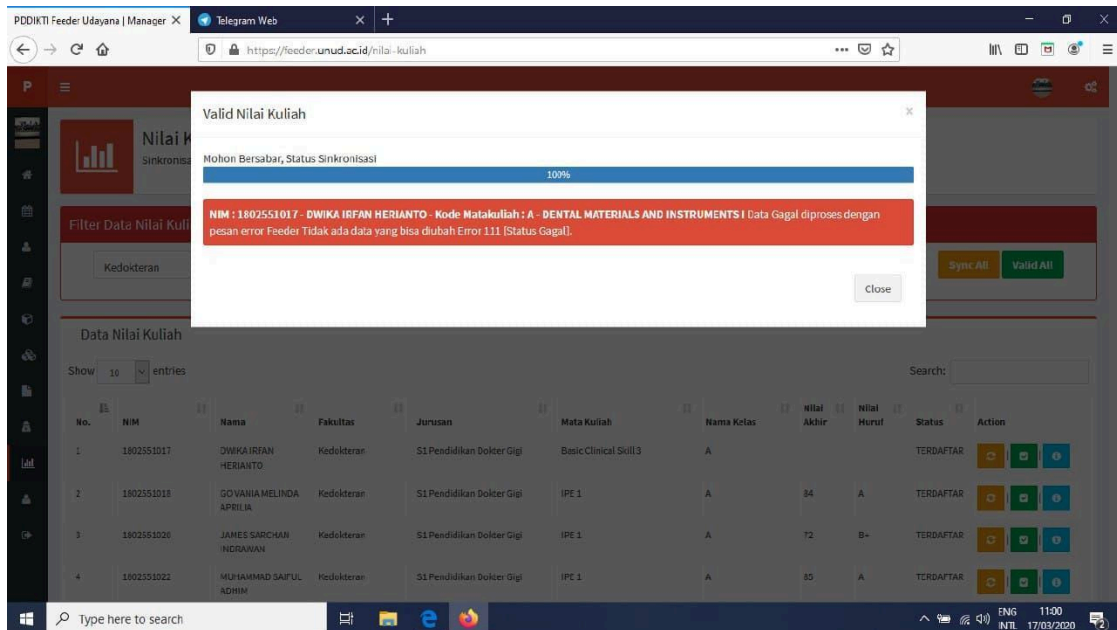 PDDIKTI Feeder Udayana | Manager
Telegram Web
https://feeder.unud.ac.id/nilai-kuliah
P
Valid Nilai Kuliah
x
Nilai K
Sinkronisa
Mohon Bersabar, Status Sinkronisasi
100%
NIM : 1802551017 - DWIKA IRFAN HERIANTO - Kode Matakuliah : A - DENTAL MATERIALS AND INSTRUMENTS I Data Gagal diproses dengan
pesan error Feeder Tidak ada data yang bisa diubah Error 111 [Status Gagal].
Filter Data Nilai Kuli
Kedokteran
Sync All
Valid All
Close
Data Nilai Kuliah
Show 10 entries
Search:
No. NIM Nama Fakultas Jurusan Mata Kuliah Nama Kelas Nilai Akhir Nilai Huruf Status Action
1 1802551017 DWIKA IRFAN HERIANTO Kedokteran S1 Pendidikan Dokter Gigi Basic Clinical Skill 3 A TERDAFTAR
2 1802551018 GOVANIA MELINDA APRILIA Kedokteran S1 Pendidikan Dokter Gigi IPE 1 A 84 A TERDAFTAR
3 1802551020 JAMES SARCHAN INDRAWAN Kedokteran S1 Pendidikan Dokter Gigi IPE 1 A 72 B+ TERDAFTAR
4 1802551022 MUHAMMAD SAIFUL ADHIM Kedokteran S1 Pendidikan Dokter Gigi IPE 1 A 85 A TERDAFTAR
Type here to search
ENG
INTL
11:00
17/03/2020
2